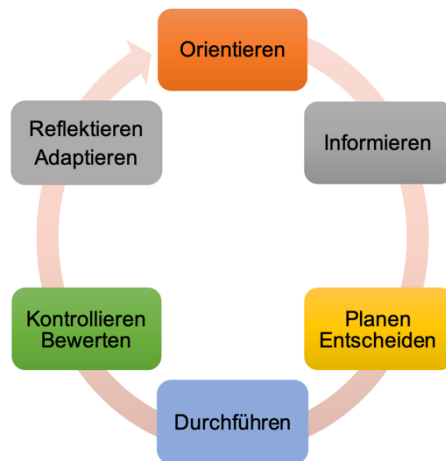 Orientieren
Informieren
Planen
Entscheiden
Durchführen
Kontrollieren
Bewerten
Reflektieren
Adaptieren